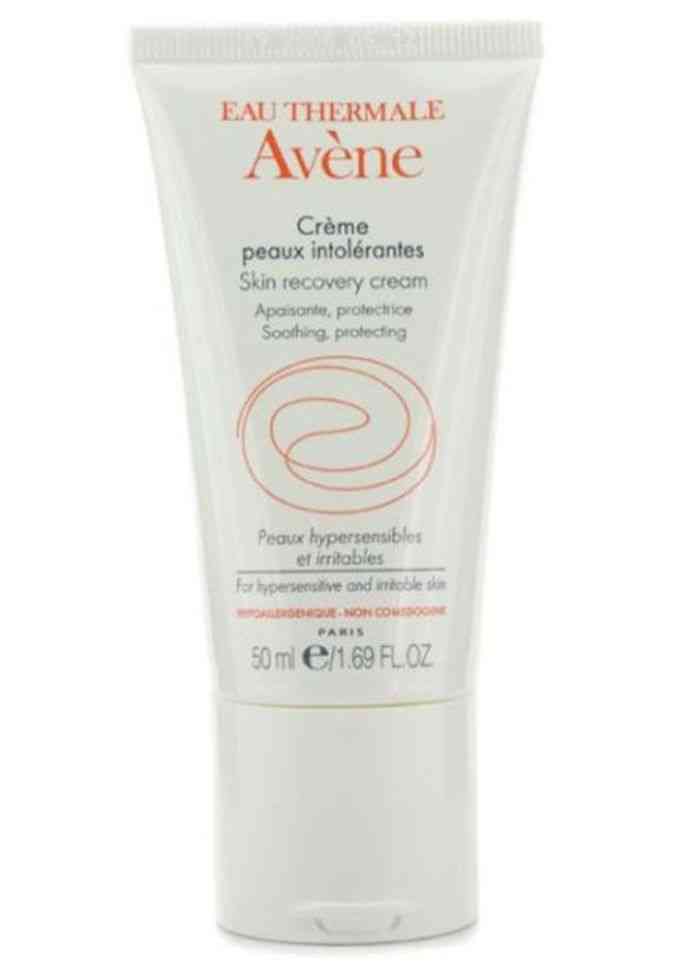 EAU THERMALE
Avène
Crème
peaux intolérantes
Skin recovery cream
Apaisante, protectrice
Soothing, protecting
Peaux hypersensibles
et irritables
For hypersensitive and irritable skin
HYPOALLERGENIQUE - NON COMEDOGENE
PARIS
50 ml e/1.69 FL.OZ.